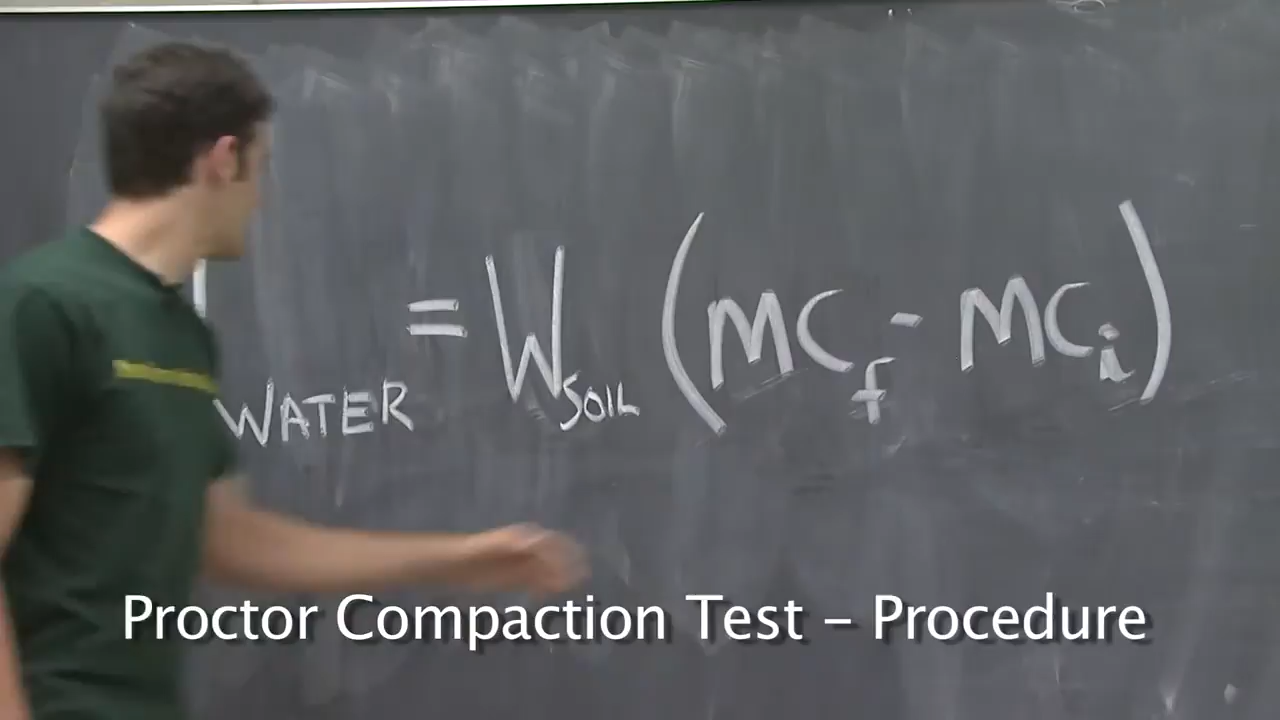 WATER = W SOIL (MC f - MC i)
Proctor Compaction Test – Procedure